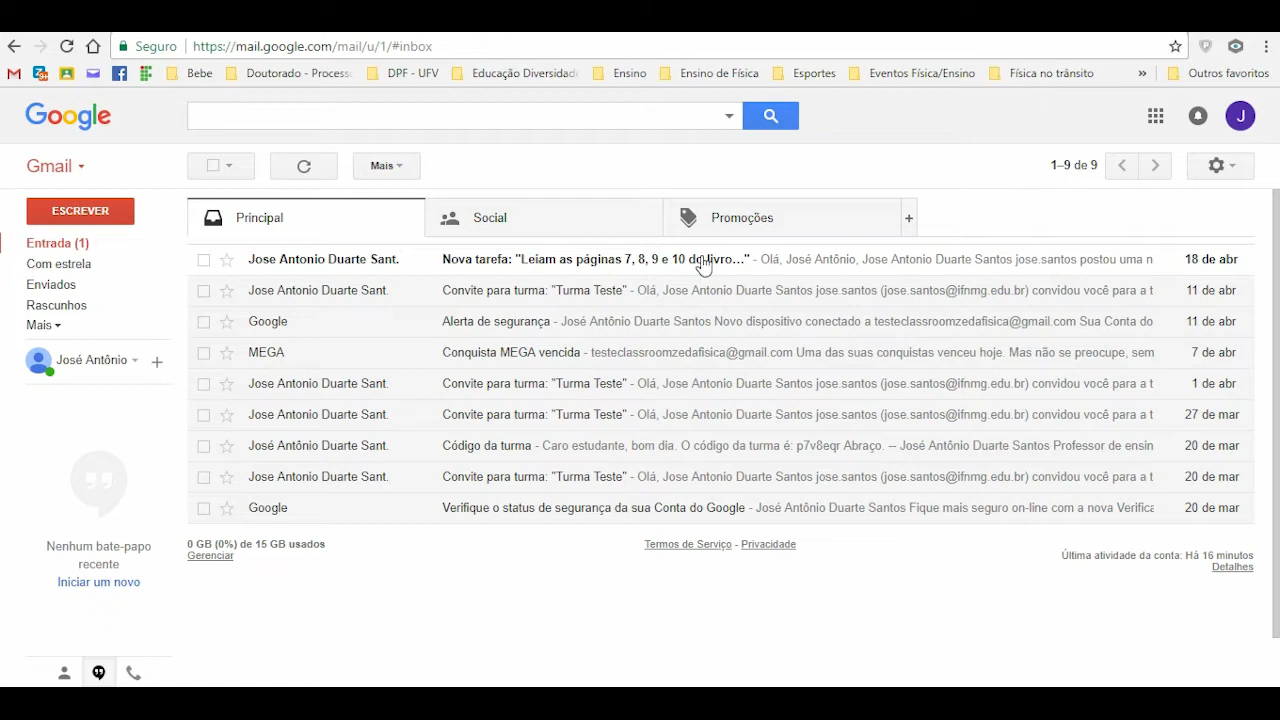 Seguro https://mail.google.com/mail/u/1/#inbox
Bebe Doutorado - Process DPF - UFV Educação Diversidad Ensino Ensino de Física Esportes Eventos Física/Ensino Física no trânsito » Outros favoritos
Google J
Gmail Mais 1–9 de 9
ESCREVER Principal Social Promoções +
Entrada (1)
Com estrela
Enviados
Rascunhos
Mais
José Antônio +
Jose Antonio Duarte Sant. Nova tarefa: "Leiam as páginas 7, 8, 9 e 10 do livro..." - Olá, José Antônio, Jose Antonio Duarte Santos jose.santos postou uma n 18 de abr
Jose Antonio Duarte Sant. Convite para turma: "Turma Teste" - Olá, Jose Antonio Duarte Santos jose.santos (jose.santos@ifnmg.edu.br) convidou você para a t 11 de abr
Google Alerta de segurança - José Antônio Duarte Santos Novo dispositivo conectado a testeclassroomzedafisica@gmail.com Sua Conta do 11 de abr
MEGA Conquista MEGA vencida - testeclassroomzedafisica@gmail.com Uma das suas conquistas venceu hoje. Mas não se preocupe, sem 7 de abr
Jose Antonio Duarte Sant. Convite para turma: "Turma Teste" - Olá, Jose Antonio Duarte Santos jose.santos (jose.santos@ifnmg.edu.br) convidou você para a t 1 de abr
Jose Antonio Duarte Sant. Convite para turma: "Turma Teste" - Olá, Jose Antonio Duarte Santos jose.santos (jose.santos@ifnmg.edu.br) convidou você para a t 27 de mar
José Antônio Duarte Sant. Código da turma - Caro estudante, bom dia. O código da turma é: p7v8eqr Abraço. -- José Antônio Duarte Santos Professor de ensin 20 de mar
Jose Antonio Duarte Sant. Convite para turma: "Turma Teste" - Olá, Jose Antonio Duarte Santos jose.santos (jose.santos@ifnmg.edu.br) convidou você para a t 20 de mar
Google Verifique o status de segurança da sua Conta do Google - José Antônio Duarte Santos Fique mais seguro on-line com a nova Verifica 20 de mar
0 GB (0%) de 15 GB usados
Gerenciar
Termos de Serviço - Privacidade
Última atividade da conta: Há 16 minutos
Detalhes
Nenhum bate-papo
recente
Iniciar um novo